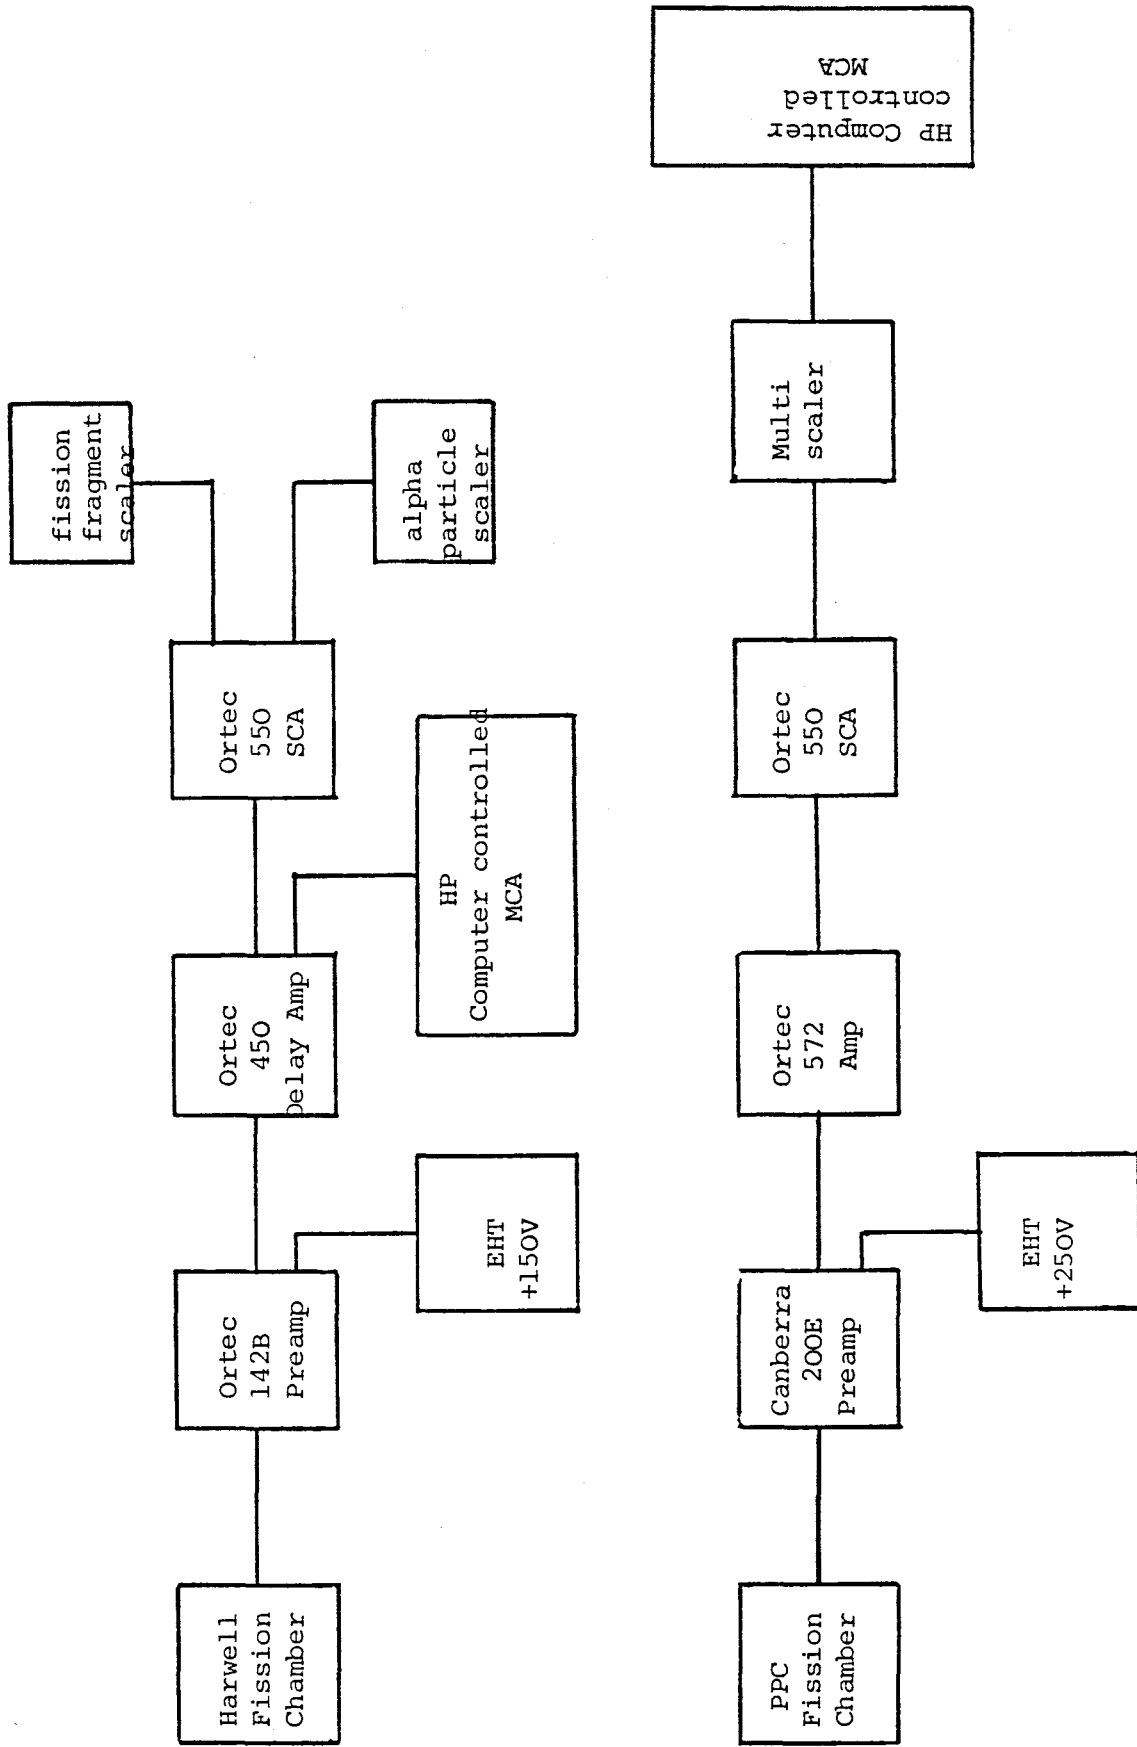 Harwell
Fission
Chamber
Ortec
142B
Preamp
EHT
+150V
Ortec
450
Delay Amp
HP
Computer controlled
MCA
Ortec
550
SCA
fission
fragment
scaler
alpha
particle
scaler
PPC
Fission
Chamber
Canberra
200E
Preamp
EHT
+250V
Ortec
572
Amp
Ortec
550
SCA
Multi
scaler
HP Computer
controlled
MCA